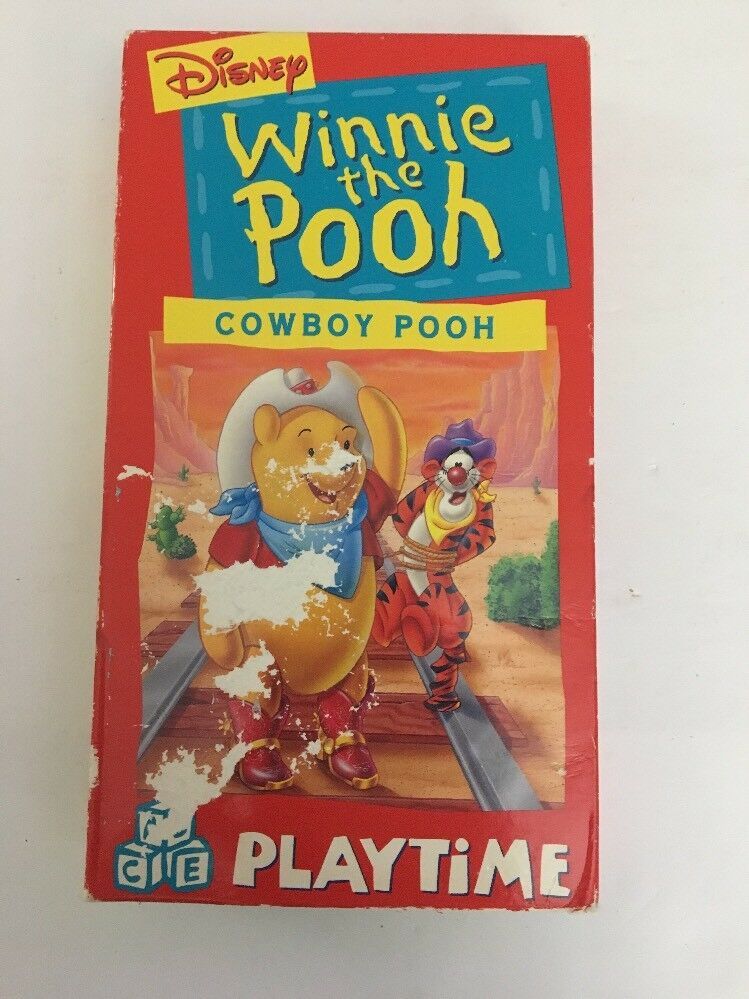 Disney
Winnie
the
Pooh
COWBOY POOH
C E PLAYTiME